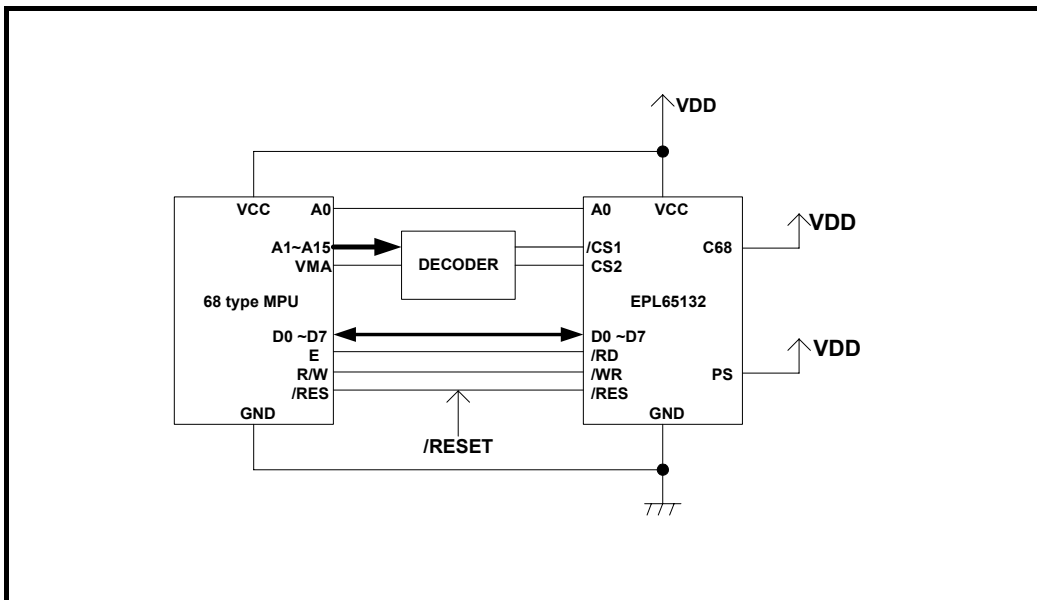 VDD
VCC A0 A0 VCC
VDD
A1~A15 /CS1 C68
DECODER
VMA CS2
68 type MPU EPL65132
D0 ~D7 D0 ~D7
VDD
E /RD
R/W /WR PS
/RES /RES
GND GND
/RESET